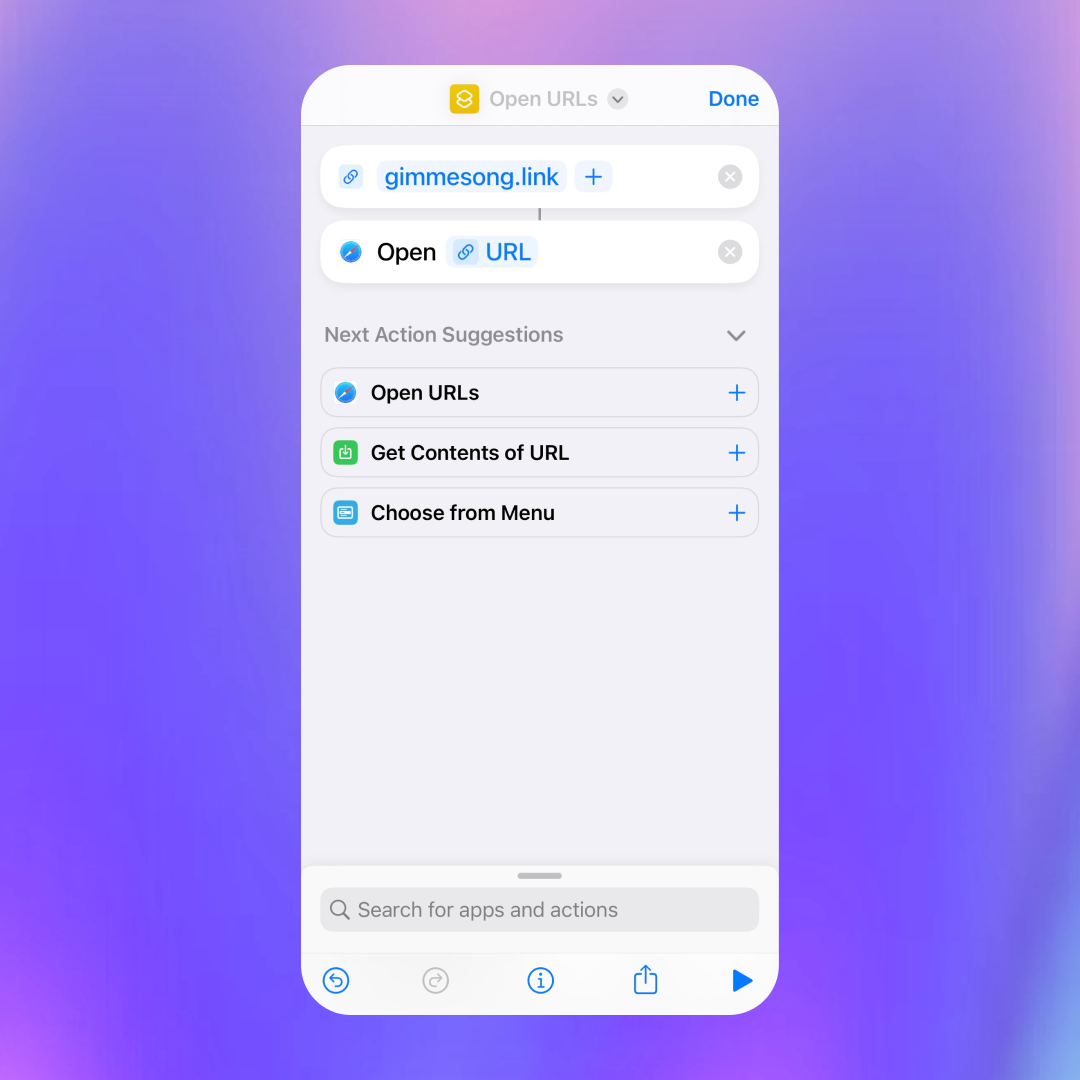 Open URLs
Done
gimmesong.link
Open URL
Next Action Suggestions
Open URLs
Get Contents of URL
Choose from Menu
Search for apps and actions